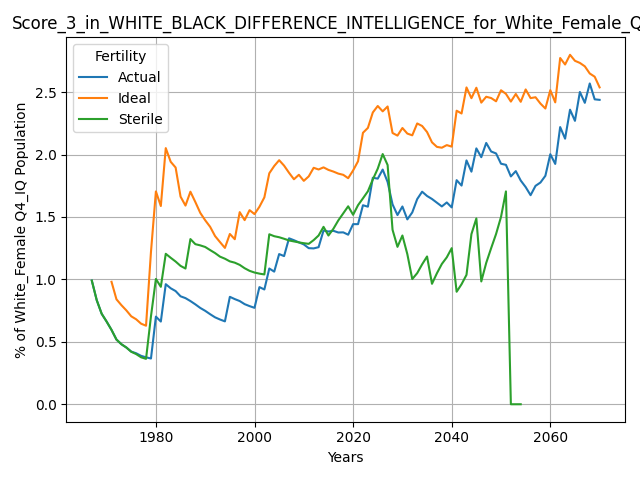 Score_3_in_WHITE_BLACK_DIFFERENCE_INTELLIGENCE_for_White_Female_Q
Fertility
Actual
Ideal
Sterile
% of White_Female Q4_IQ Population
2.5
2.0
1.5
1.0
0.5
0.0
1980 2000 2020 2040 2060
Years